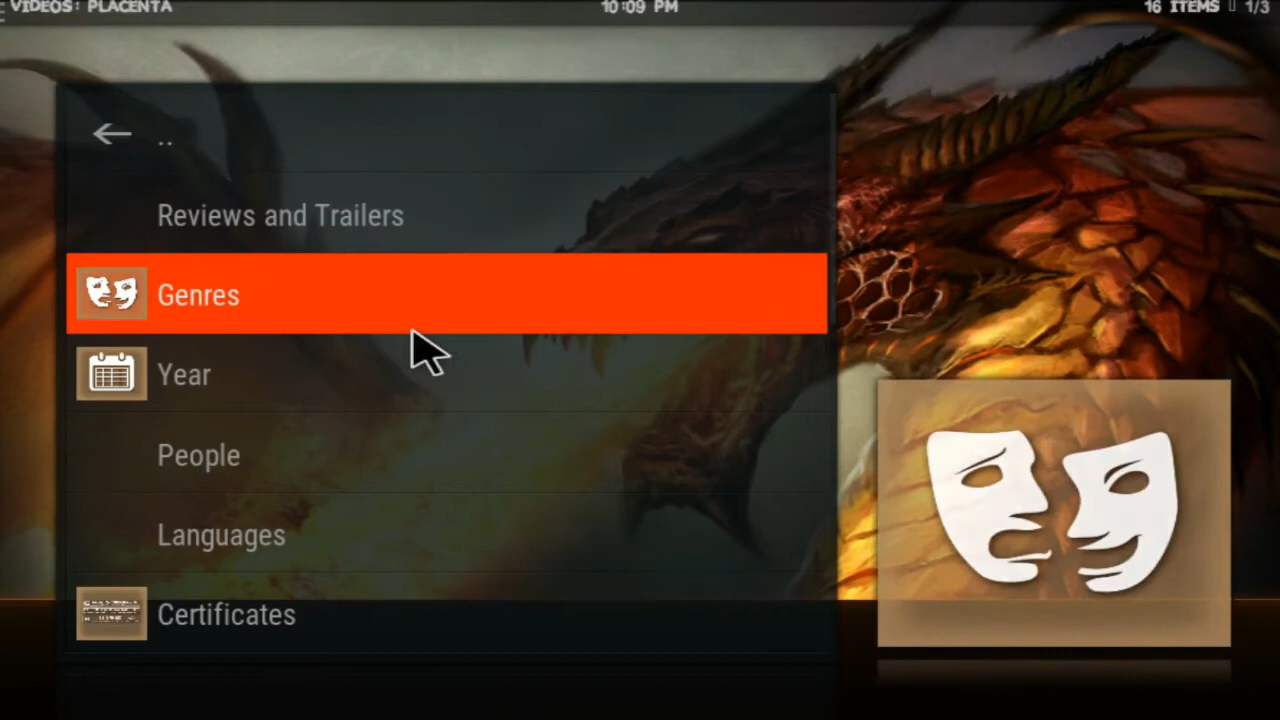 VIDEOS: PLACENTA
10:09 PM
16 ITEMS 1/3
..
Reviews and Trailers
Genres
Year
People
Languages
Certificates